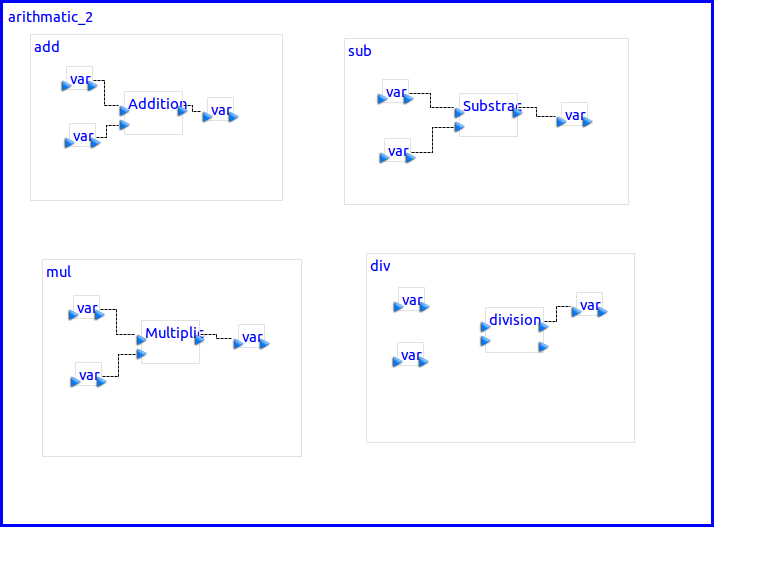 arithmatic_2
add
var
Addition
var
var
sub
var
Substrac
var
var
mul
var
Multiplic
var
var
div
var
division
var
var